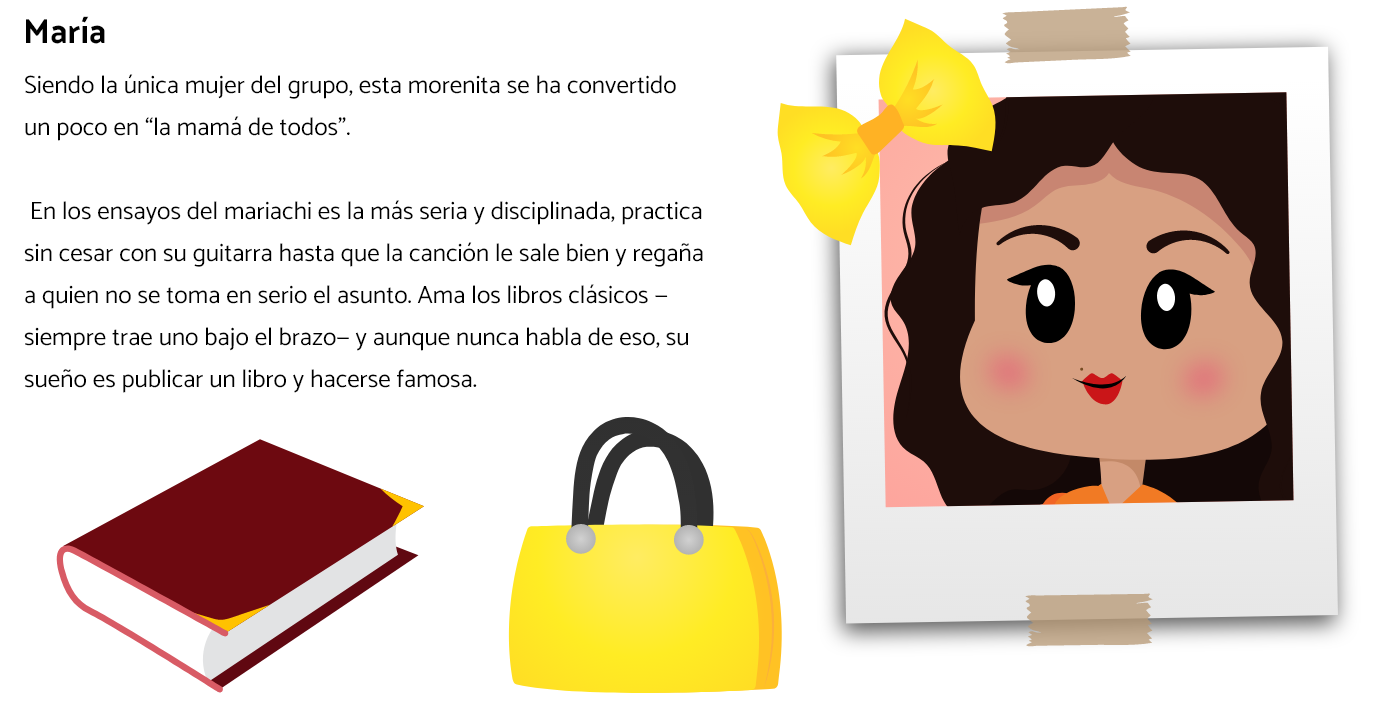 María
Siendo la única mujer del grupo, esta morenita se ha convertido
un poco en “la mamá de todos”.
En los ensayos del mariachi es la más seria y disciplinada, practica
sin cesar con su guitarra hasta que la canción le sale bien y regaña
a quien no se toma en serio el asunto. Ama los libros clásicos –
siempre trae uno bajo el brazo– y aunque nunca habla de eso, su
sueño es publicar un libro y hacerse famosa.